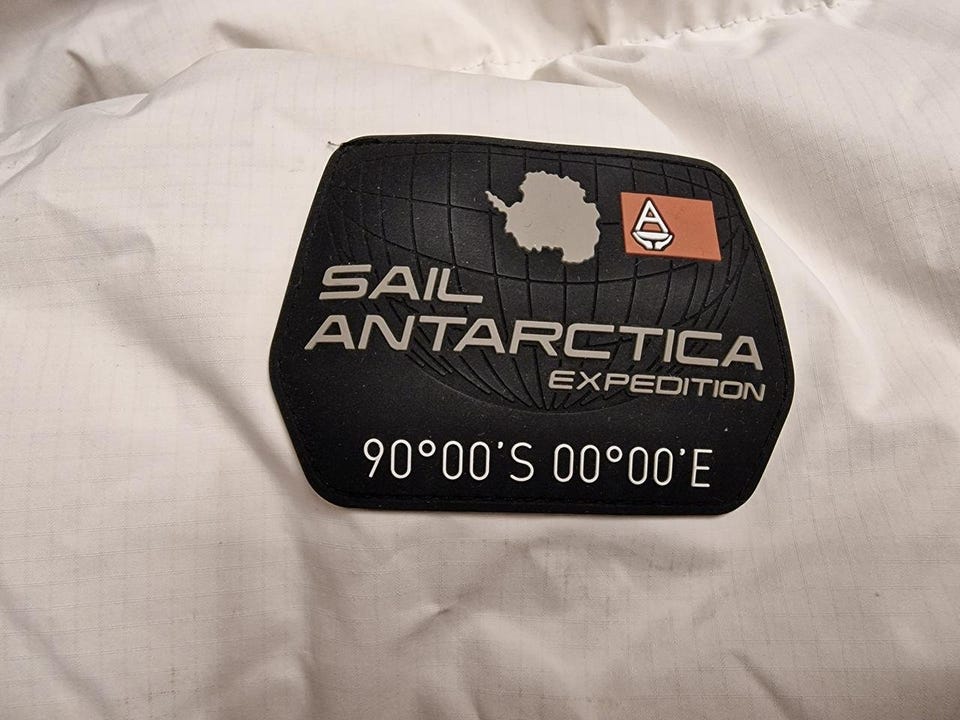 A
SAIL
ANTARCTICA
EXPEDITION
90°00'S 00°00'E